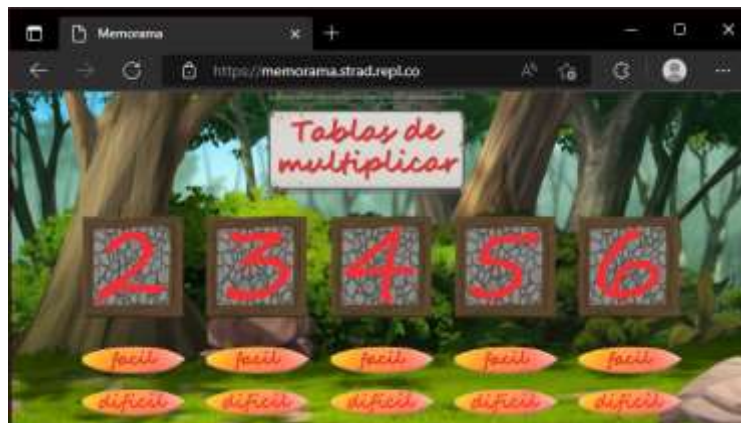 Memorama
https://memorama.strad.repl.co
Tablas de
multiplicar
2 3 4 5 6
facil facil facil facil facil
dificil dificil dificil dificil dificil